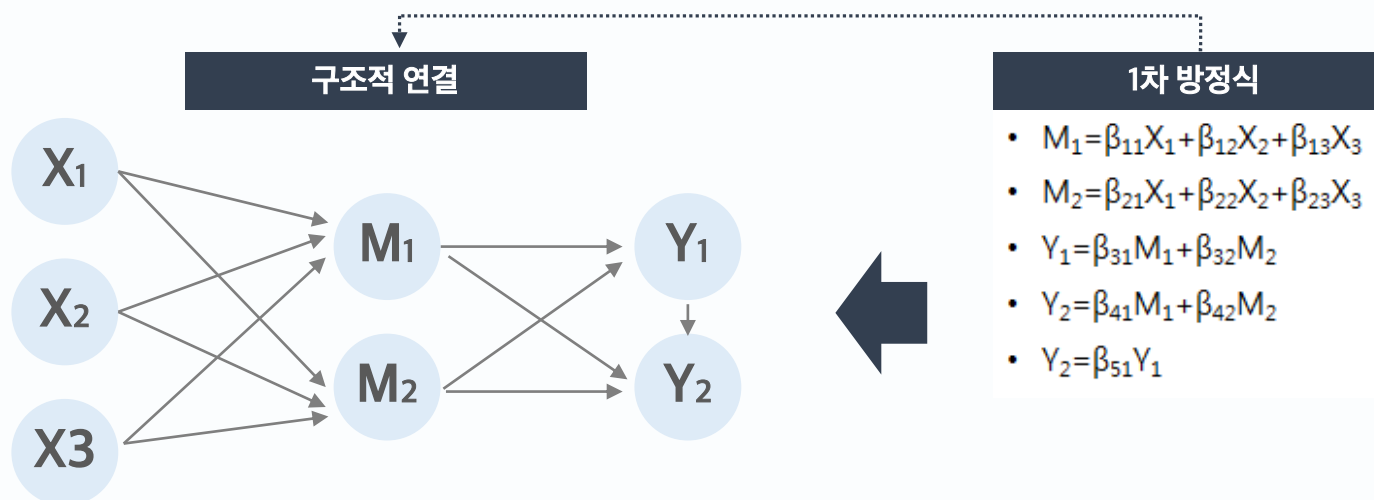 구조적 연결
1차 방정식
X₁
X₂
X3
M₁
M₂
Y₁
Y₂
• M₁=β₁₁X₁+β₁₂X₂+β₁₃X₃
• M₂=β₂₁X₁+β₂₂X₂+β₂₃X₃
• Y₁=β₃₁M₁+β₃₂M₂
• Y₂=β₄₁M₁+β₄₂M₂
• Y₂=β₅₁Y₁